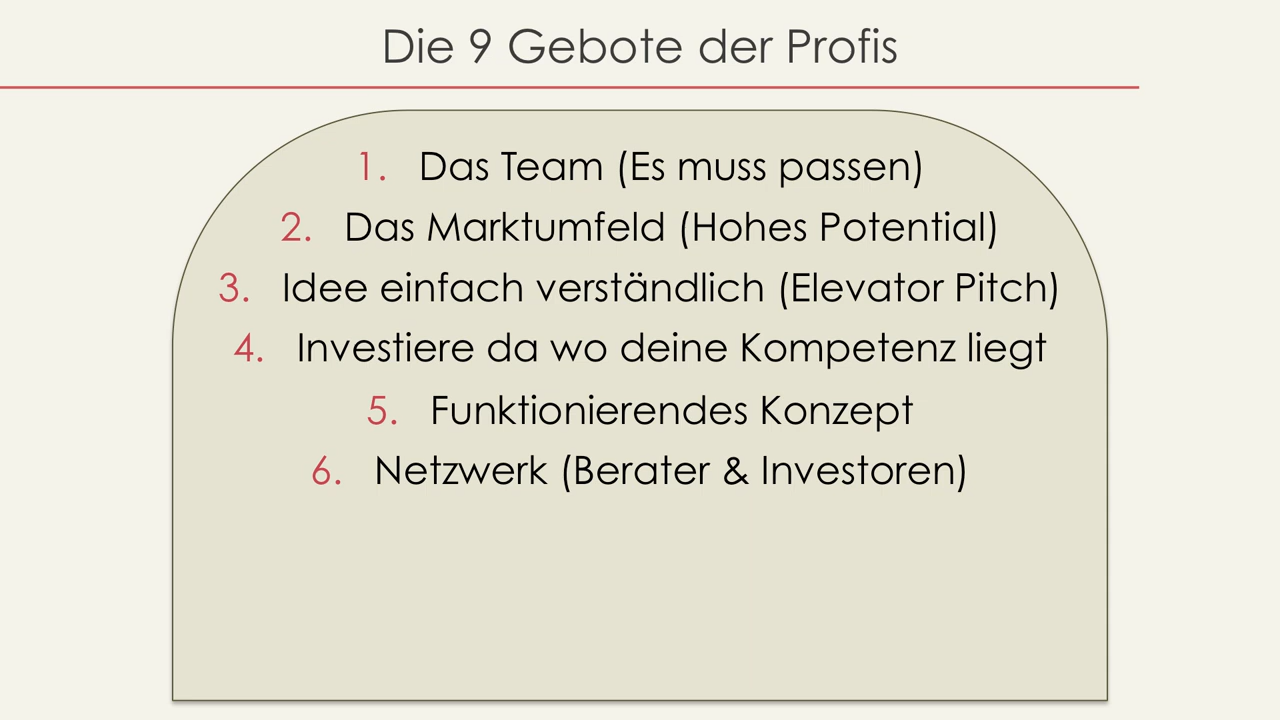 Die 9 Gebote der Profis
1. Das Team (Es muss passen)
2. Das Marktumfeld (Hohes Potential)
3. Idee einfach verständlich (Elevator Pitch)
4. Investiere da wo deine Kompetenz liegt
5. Funktionierendes Konzept
6. Netzwerk (Berater & Investoren)